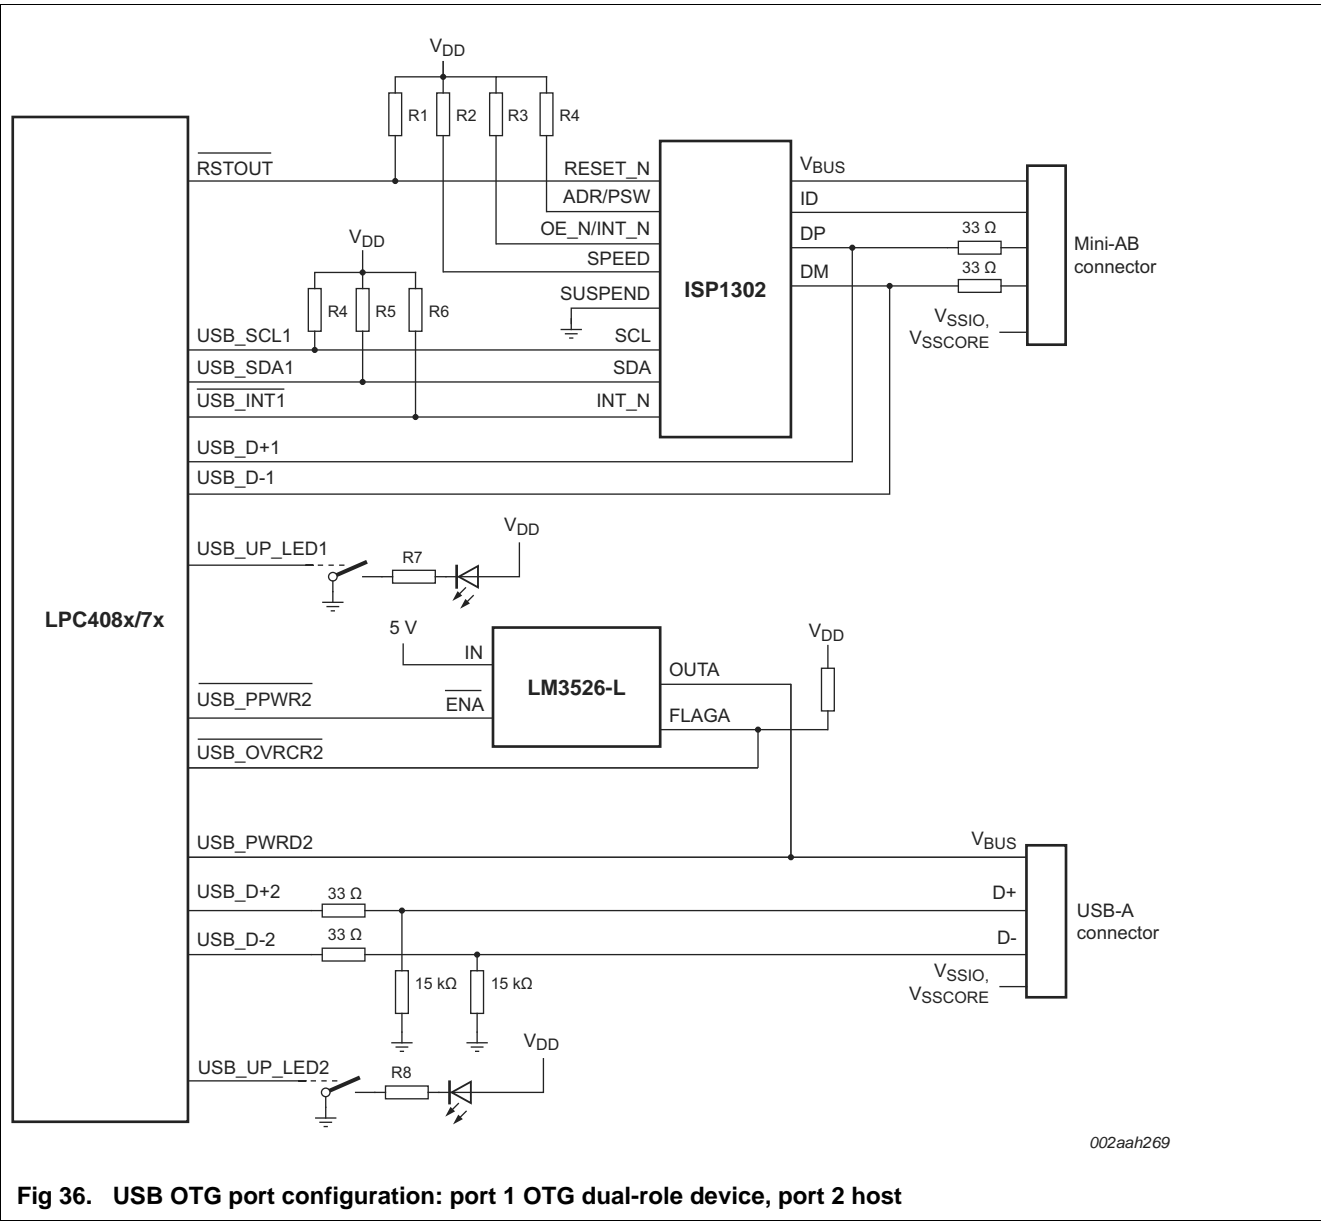 VDD
R1 R2 R3 R4
RSTOUT
RESET_N
ADR/PSW
OE_N/INT_N
SPEED
SUSPEND
SCL
SDA
INT_N
ISP1302
VBUS
ID
DP
DM
33 Ω
33 Ω
Mini-AB
connector
VSSIO,
VSSCORE
VDD
R4 R5 R6
USB_SCL1
USB_SDA1
USB_INT1
USB_D+1
USB_D-1
USB_UP_LED1
R7
VDD
LPC408x/7x
5 V
IN
ENA
LM3526-L
OUTA
FLAGA
VDD
USB_PPWR2
USB_OVRCR2
USB_PWRD2
VBUS
USB_D+2
33 Ω
D+
USB_D-2
33 Ω
D-
USB-A
connector
15 kΩ
15 kΩ
VSSIO,
VSSCORE
USB_UP_LED2
R8
VDD
002aah269
Fig 36. USB OTG port configuration: port 1 OTG dual-role device, port 2 host